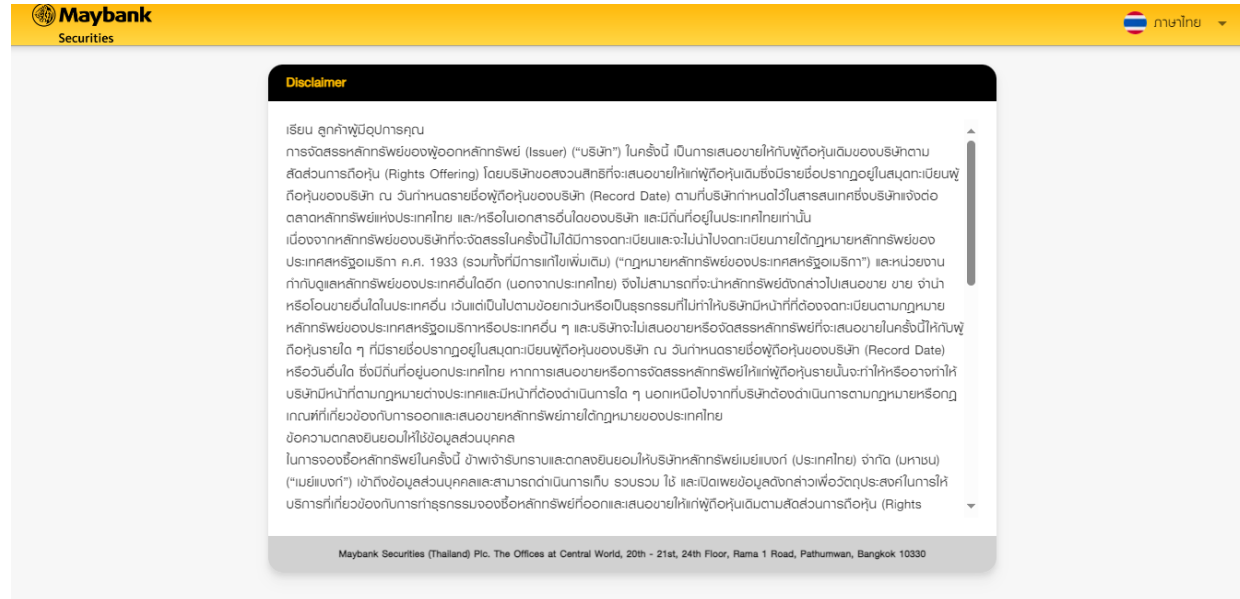 Maybank
Securities
ภาษาไทย
Disclaimer
เรียน ลูกค้าผู้มีอุปการคุณ
การจัดสรรหลักทรัพย์ของผู้ออกหลักทรัพย์ (Issuer) (“บริษัท”) ในครั้งนี้ เป็นการเสนอขายให้กับผู้ถือหุ้นเดิมของบริษัทตาม
สัดส่วนการถือหุ้น (Rights Offering) โดยบริษัทขอสงวนสิทธิที่จะเสนอขายให้แก่ผู้ถือหุ้นเดิมซึ่งมีรายชื่อปรากฏอยู่ในสมุดทะเบียนผู้
ถือหุ้นของบริษัท ณ วันกำหนดรายชื่อผู้ถือหุ้นของบริษัท (Record Date) ตามที่บริษัทกำหนดไว้ในสารสนเทศซึ่งบริษัทแจ้งต่อ
ตลาดหลักทรัพย์แห่งประเทศไทย และ/หรือในเอกสารอื่นใดของบริษัท และมีถิ่นที่อยู่ในประเทศไทยเท่านั้น
เนื่องจากหลักทรัพย์ของบริษัทที่จะจัดสรรในครั้งนี้ไม่ได้มีการจดทะเบียนและจะไม่นำไปจดทะเบียนภายใต้กฎหมายหลักทรัพย์ของ
ประเทศสหรัฐอเมริกา ค.ศ. 1933 (รวมทั้งที่มีการแก้ไขเพิ่มเติม) (“กฎหมายหลักทรัพย์ของประเทศสหรัฐอเมริกา”) และหน่วยงาน
กำกับดูแลหลักทรัพย์ของประเทศอื่นใดอีก (นอกจากประเทศไทย) จึงไม่สามารถที่จะนำหลักทรัพย์ดังกล่าวไปเสนอขาย ขาย จำนำ
หรือโอนขายอื่นใดในประเทศอื่น เว้นแต่เป็นไปตามข้อยกเว้นหรือเป็นธุรกรรมที่ไม่ทำให้บริษัทมีหน้าที่ที่ต้องจดทะเบียนตามกฎหมาย
หลักทรัพย์ของประเทศสหรัฐอเมริกาหรือประเทศอื่น ๆ และบริษัทจะไม่เสนอขายหรือจัดสรรหลักทรัพย์ที่จะเสนอขายในครั้งนี้ให้กับผู้
ถือหุ้นรายใด ๆ ที่มีรายชื่อปรากฏอยู่ในสมุดทะเบียนผู้ถือหุ้นของบริษัท ณ วันกำหนดรายชื่อผู้ถือหุ้นของบริษัท (Record Date)
หรือวันอื่นใด ซึ่งมีถิ่นที่อยู่นอกประเทศไทย หากการเสนอขายหรือการจัดสรรหลักทรัพย์ให้แก่ผู้ถือหุ้นรายนั้นจะทำให้หรืออาจทำให้
บริษัทมีหน้าที่ตามกฎหมายต่างประเทศและมีหน้าที่ต้องดำเนินการใด ๆ นอกเหนือไปจากที่บริษัทต้องดำเนินการตามกฎหมายหรือกฎ
เกณฑ์ที่เกี่ยวข้องกับการออกและเสนอขายหลักทรัพย์ภายใต้กฎหมายของประเทศไทย
ข้อความตกลงยินยอมให้ใช้ข้อมูลส่วนบุคคล
ในการจองซื้อหลักทรัพย์ในครั้งนี้ ข้าพเจ้ารับทราบและตกลงยินยอมให้บริษัทหลักทรัพย์เมย์แบงก์ (ประเทศไทย) จำกัด (มหาชน)
(“เมย์แบงก์”) เข้าถึงข้อมูลส่วนบุคคลและสามารถดำเนินการเก็บ รวบรวม ใช้ และเปิดเผยข้อมูลดังกล่าวเพื่อวัตถุประสงค์ในการให้
บริการที่เกี่ยวข้องกับการทำธุรกรรมจองซื้อหลักทรัพย์ที่ออกและเสนอขายให้แก่ผู้ถือหุ้นเดิมตามสัดส่วนการถือหุ้น (Rights
Maybank Securities (Thailand) Plc. The Offices at Central World, 20th - 21st, 24th Floor, Rama 1 Road, Pathumwan, Bangkok 10330